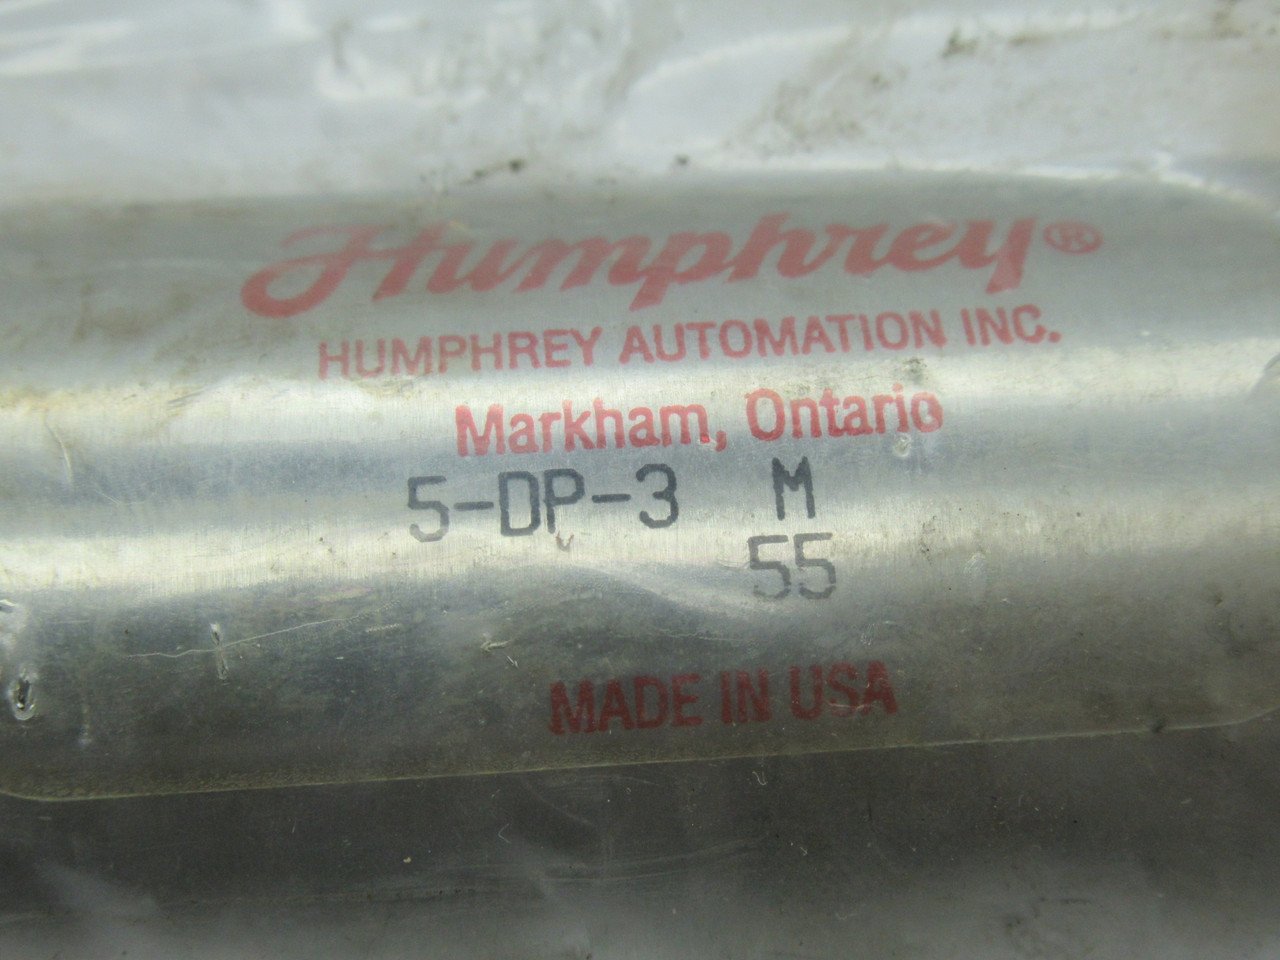 Humphrey®
HUMPHREY AUTOMATION INC.
Markham, Ontario
5-DP-3 M
55
MADE IN USA